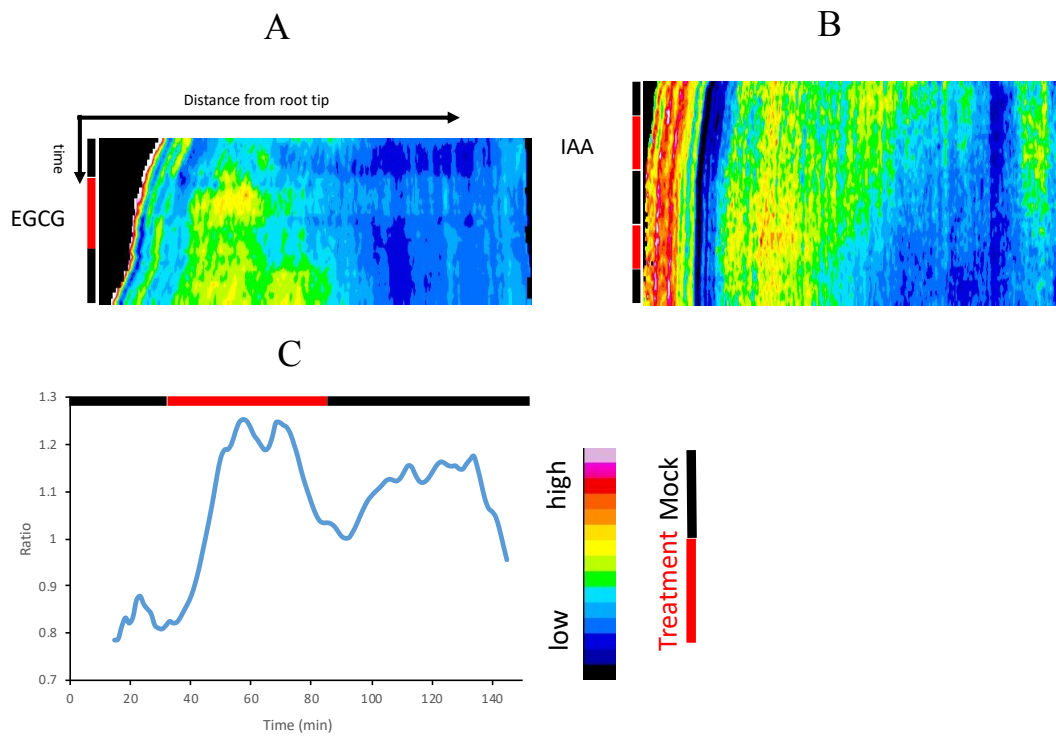 A
B
Distance from root tip
time
EGCG
IAA
C
1.3
1.2
1.1
1
0.9
0.8
0.7
Ratio
0
20
40
60
80
100
120
140
Time (min)
high
low
Mock
Treatment